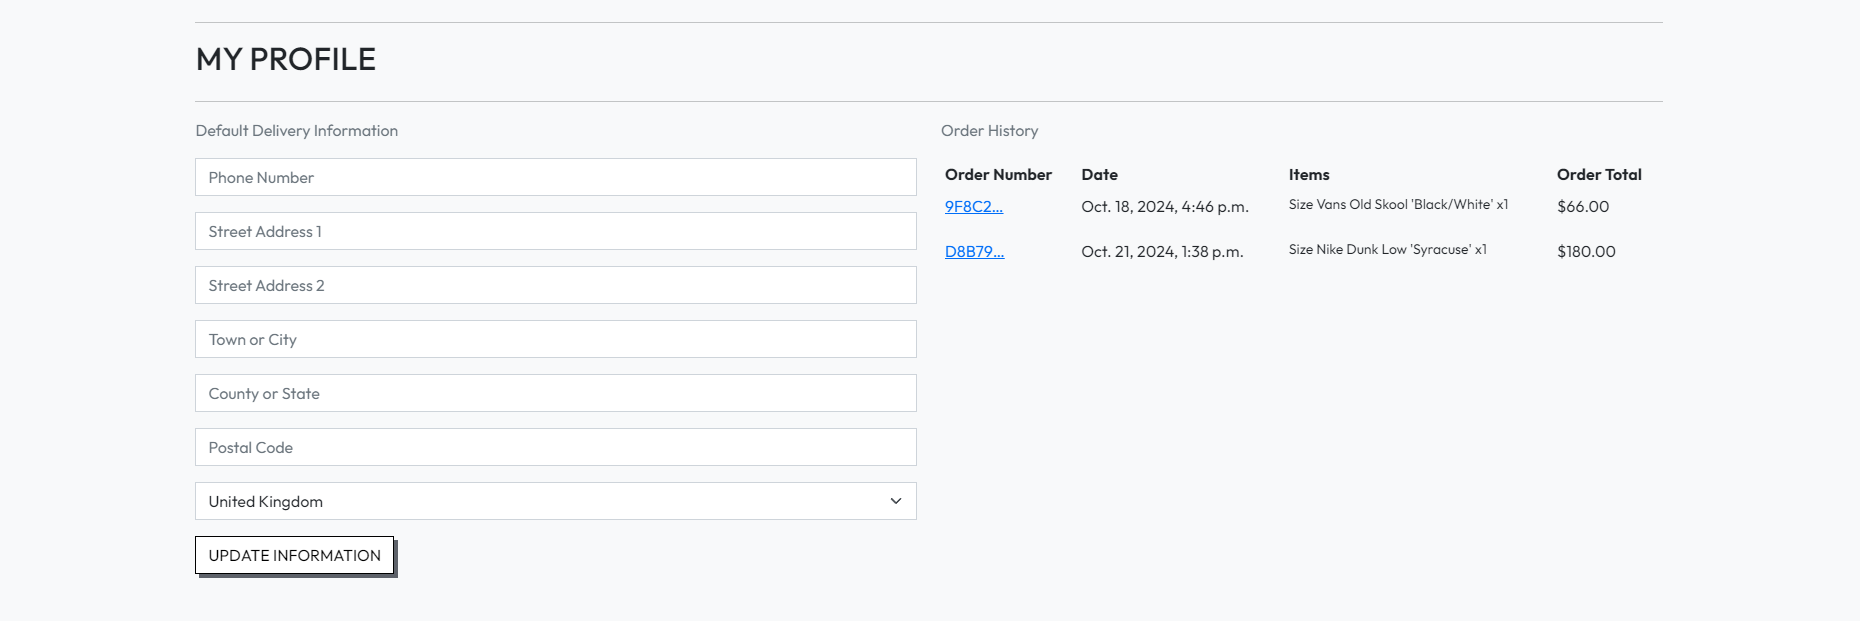 MY PROFILE
Default Delivery Information
Phone Number
Street Address 1
Street Address 2
Town or City
County or State
Postal Code
United Kingdom
UPDATE INFORMATION
Order History
Order Number Date Items Order Total
9F8C2... Oct. 18, 2024, 4:46 p.m. Size Vans Old Skool 'Black/White' x1 $66.00
D8B79... Oct. 21, 2024, 1:38 p.m. Size Nike Dunk Low 'Syracuse' x1 $180.00